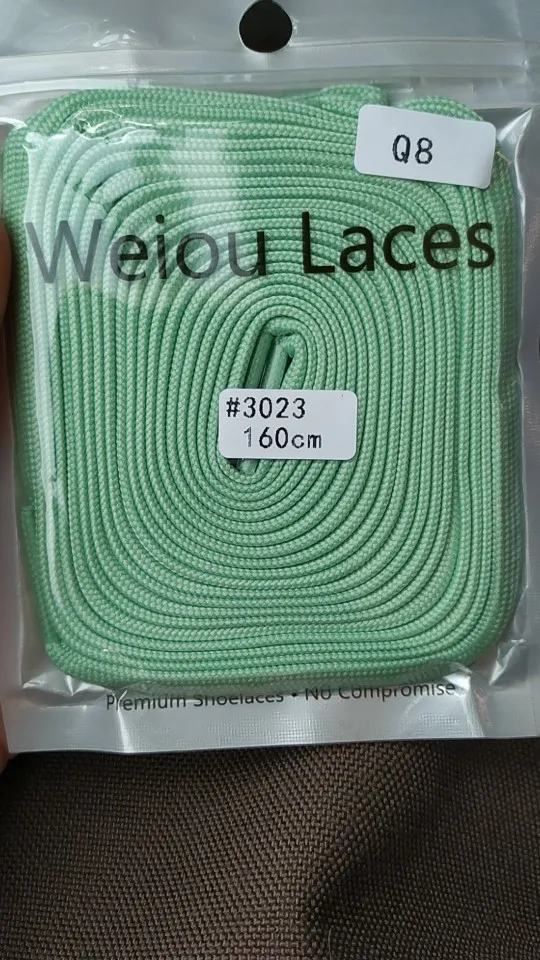 Q8
Weiou Laces
#3023
160cm
Premium Shoelaces • No Compromise